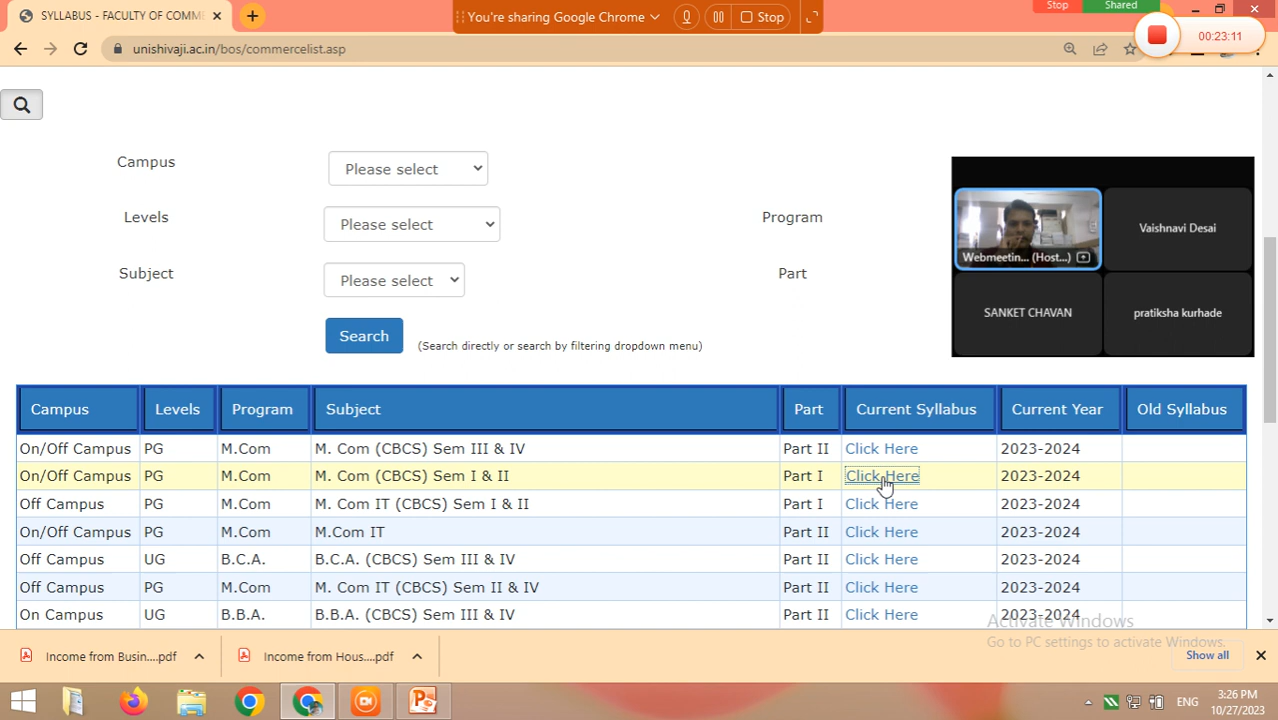 SYLLABUS - FACULTY OF COMME
You're sharing Google Chrome
Stop
Stop
Shared
00:23:11
unishivaji.ac.in/bos/commercelist.asp
Campus
Please select
Levels
Please select
Program
Subject
Please select
Part
Search
(Search directly or search by filtering dropdown menu)
Webmeetin... (Host...)
Vaishnavi Desai
SANKET CHAVAN
pratiksha kurhade
Campus Levels Program Subject Part Current Syllabus Current Year Old Syllabus
On/Off Campus PG M.Com M. Com (CBCS) Sem III & IV Part II Click Here 2023-2024
On/Off Campus PG M.Com M. Com (CBCS) Sem I & II Part I Click Here 2023-2024
Off Campus PG M.Com M. Com IT (CBCS) Sem I & II Part I Click Here 2023-2024
On/Off Campus PG M.Com M.Com IT Part II Click Here 2023-2024
Off Campus UG B.C.A. B.C.A. (CBCS) Sem III & IV Part II Click Here 2023-2024
Off Campus PG M.Com M. Com IT (CBCS) Sem II & IV Part II Click Here 2023-2024
On Campus UG B.B.A. B.B.A. (CBCS) Sem III & IV Part II Click Here 2023-2024
Activate Windows
Go to PC settings to activate Windows.
Income from Busin....pdf
Income from Hous....pdf
Show all
ENG
3:26 PM
10/27/2023